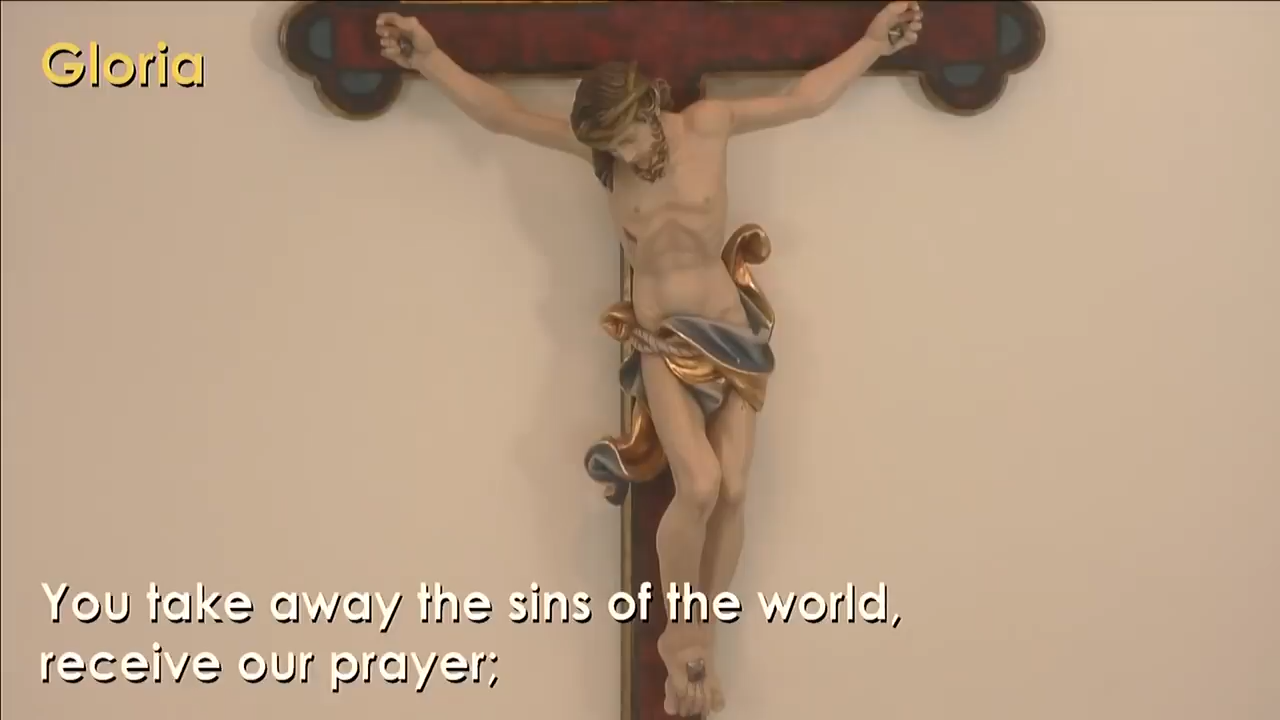 Gloria
You take away the sins of the world,
receive our prayer;